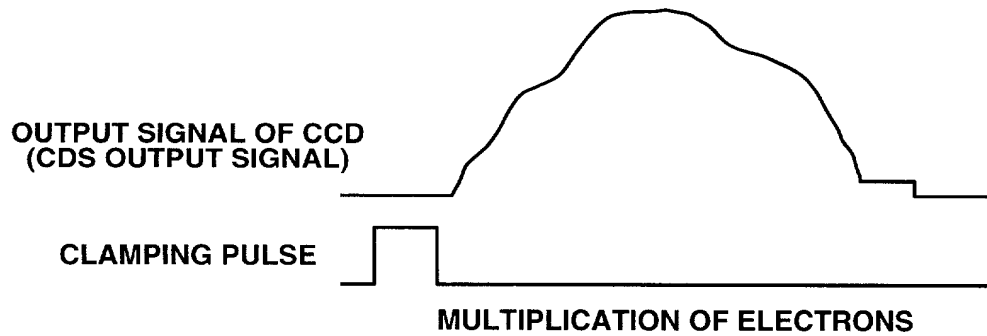 OUTPUT SIGNAL OF CCD
(CDS OUTPUT SIGNAL)
CLAMPING PULSE
MULTIPLICATION OF ELECTRONS